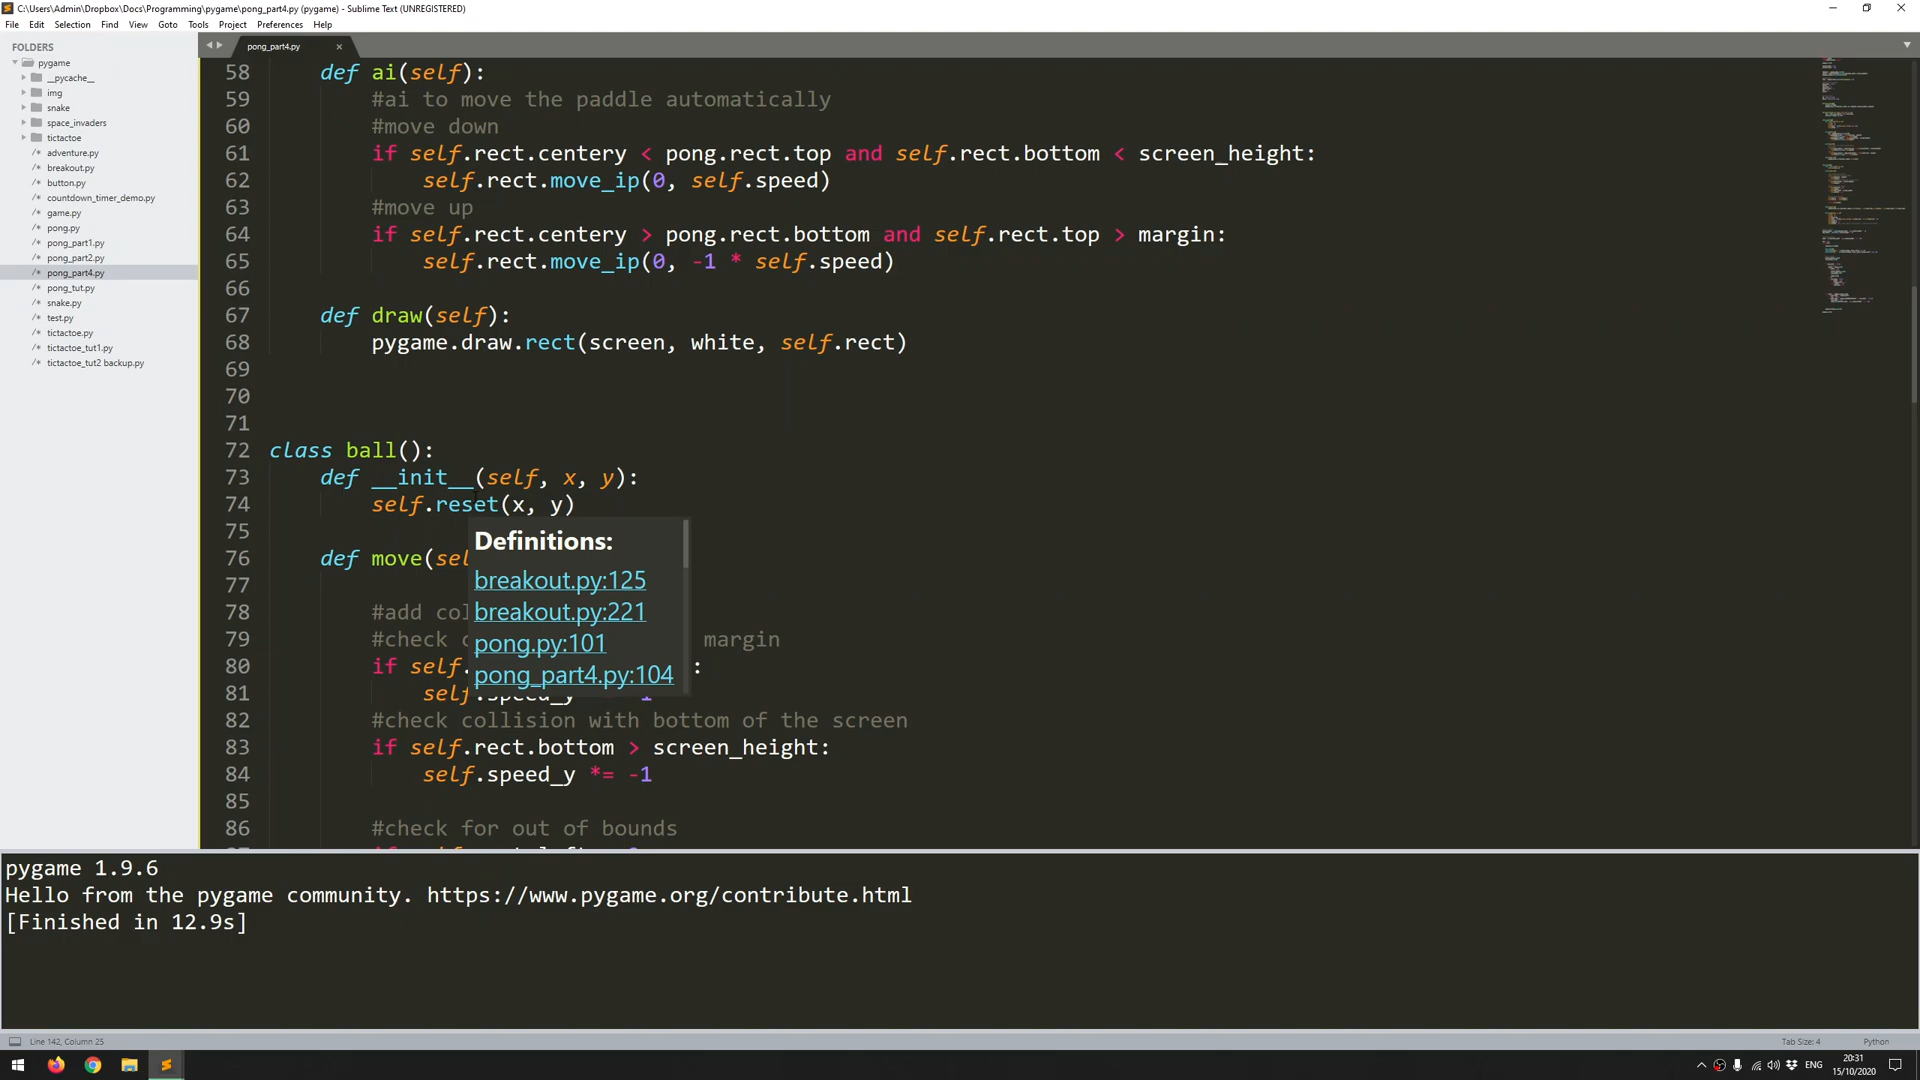 C:\Users\Admin\Dropbox\Docs\Programming\pygame\pong_part4.py (pygame) - Sublime Text (UNREGISTERED)
File Edit Selection Find View Goto Tools Project Preferences Help
FOLDERS
pygame
__pycache__
img
snake
space_invaders
tictactoe
adventure.py
breakout.py
button.py
countdown_timer_demo.py
game.py
pong.py
pong_part1.py
pong_part2.py
pong_part4.py
pong_tut.py
snake.py
test.py
tictactoe.py
tictactoe_tut1.py
tictactoe_tut2 backup.py
pong_part4.py
58 def ai(self):
59 #ai to move the paddle automatically
60 #move down
61 if self.rect.centery < pong.rect.top and self.rect.bottom < screen_height:
62 self.rect.move_ip(0, self.speed)
63 #move up
64 if self.rect.centery > pong.rect.bottom and self.rect.top > margin:
65 self.rect.move_ip(0, -1 * self.speed)
66
67 def draw(self):
68 pygame.draw.rect(screen, white, self.rect)
69
70
71
72 class ball():
73 def __init__(self, x, y):
74 self.reset(x, y)
75
76 def move(sel
77
78 #add col
79 #check c margin
80 if self. :
81 self.speed_y
82 #check collision with bottom of the screen
83 if self.rect.bottom > screen_height:
84 self.speed_y *= -1
85
86 #check for out of bounds
Definitions:
breakout.py:125
breakout.py:221
pong.py:101
pong_part4.py:104
pygame 1.9.6
Hello from the pygame community. https://www.pygame.org/contribute.html
[Finished in 12.9s]
Line 142, Column 25
Tab Size: 4 Python
ENG
20:31
15/10/2020